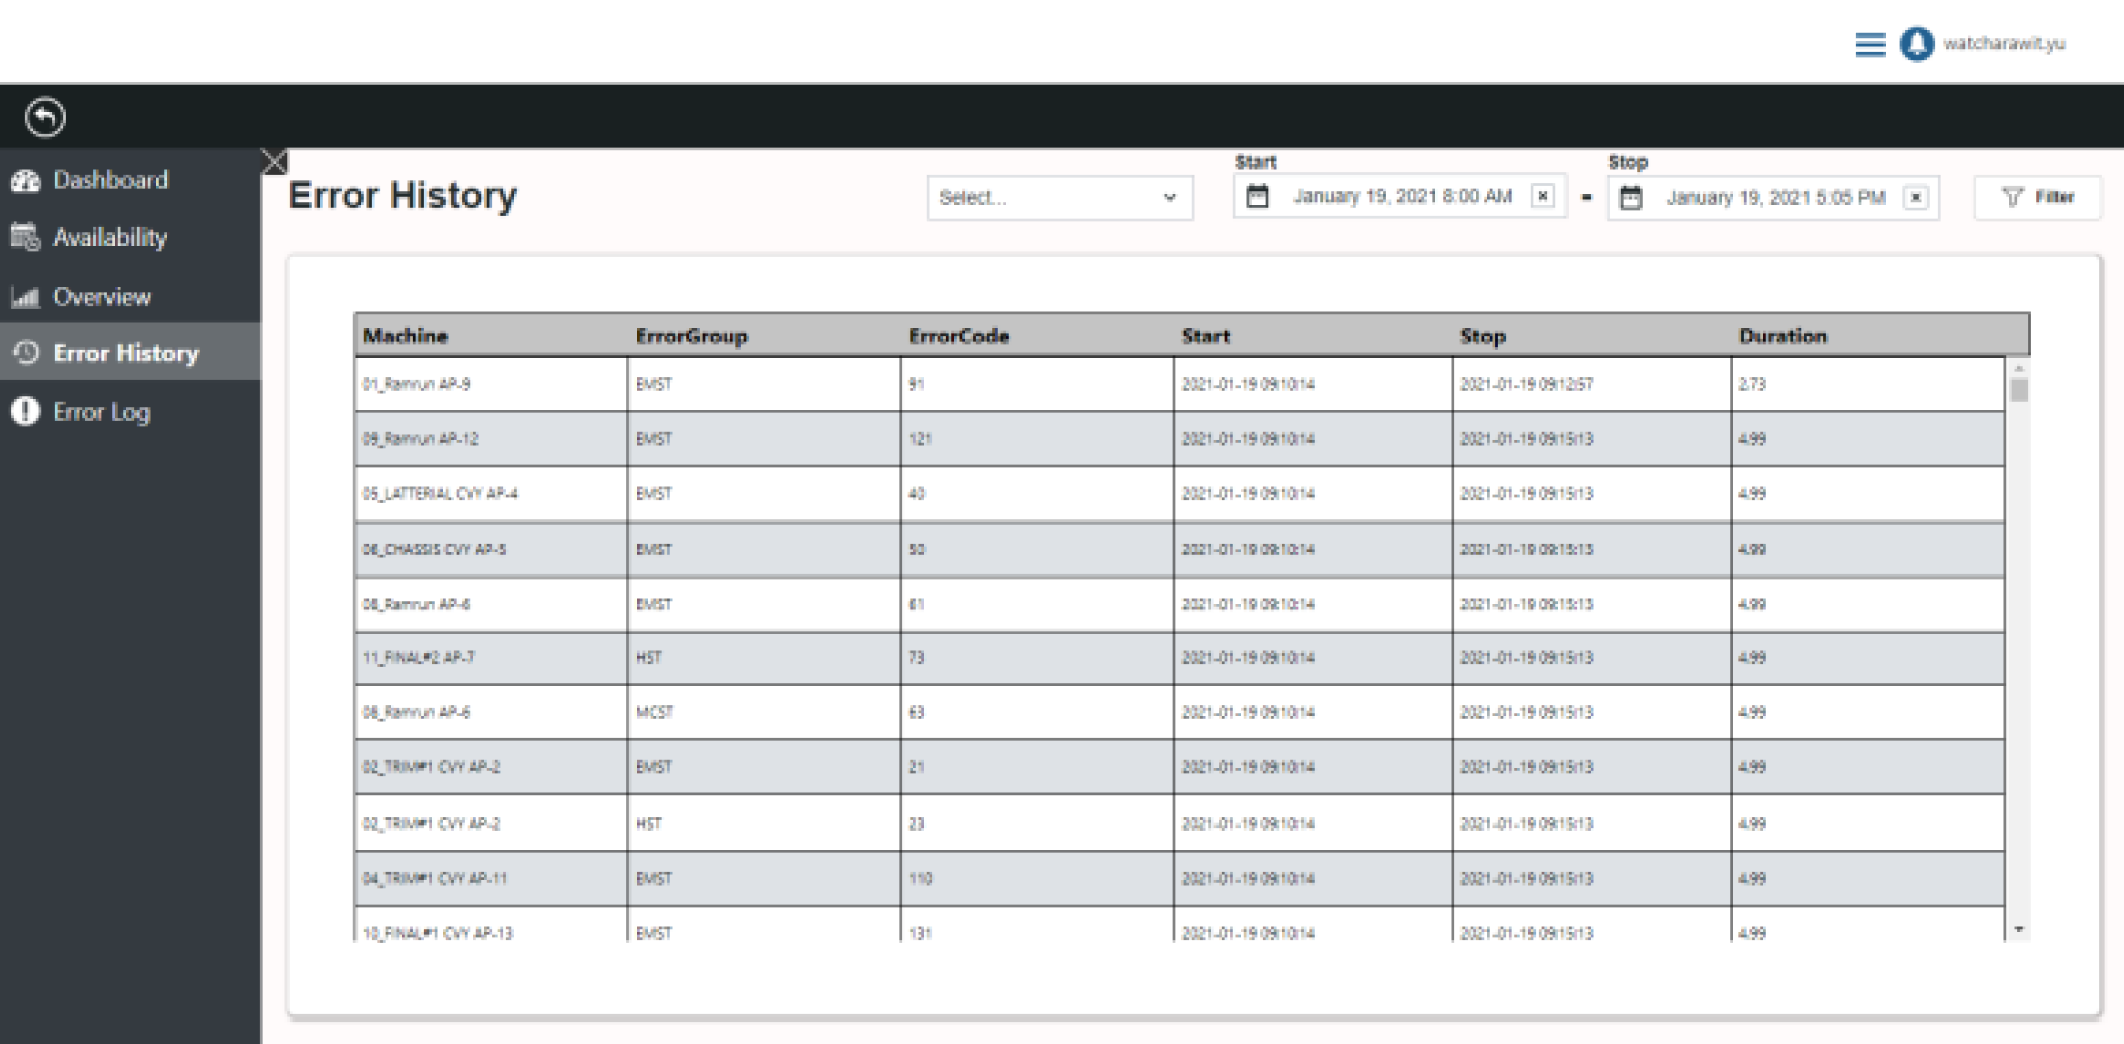 watcharawit.yu
Dashboard
Availability
Overview
Error History
Error Log
Error History
Select...
Start
January 19, 2021 8:00 AM
-
Stop
January 19, 2021 5:05 PM
Filter
Machine ErrorGroup ErrorCode Start Stop Duration
01_Ramrun AP-9 EMST 91 2021-01-19 09:10:14 2021-01-19 09:12:57 2.73
09_Ramrun AP-12 EMST 121 2021-01-19 09:10:14 2021-01-19 09:15:13 4.99
05_LATTERIAL CVY AP-4 EMST 40 2021-01-19 09:10:14 2021-01-19 09:15:13 4.99
06_CHASSIS CVY AP-5 EMST 50 2021-01-19 09:10:14 2021-01-19 09:15:13 4.99
08_Ramrun AP-6 EMST 61 2021-01-19 09:10:14 2021-01-19 09:15:13 4.99
11_FINAL#2 AP-7 HST 73 2021-01-19 09:10:14 2021-01-19 09:15:13 4.99
08_Ramrun AP-6 MCST 63 2021-01-19 09:10:14 2021-01-19 09:15:13 4.99
02_TRIM#1 CVY AP-2 EMST 21 2021-01-19 09:10:14 2021-01-19 09:15:13 4.99
02_TRIM#1 CVY AP-2 HST 23 2021-01-19 09:10:14 2021-01-19 09:15:13 4.99
04_TRIM#1 CVY AP-11 EMST 110 2021-01-19 09:10:14 2021-01-19 09:15:13 4.99
10_FINAL#1 CVY AP-13 EMST 131 2021-01-19 09:10:14 2021-01-19 09:15:13 4.99